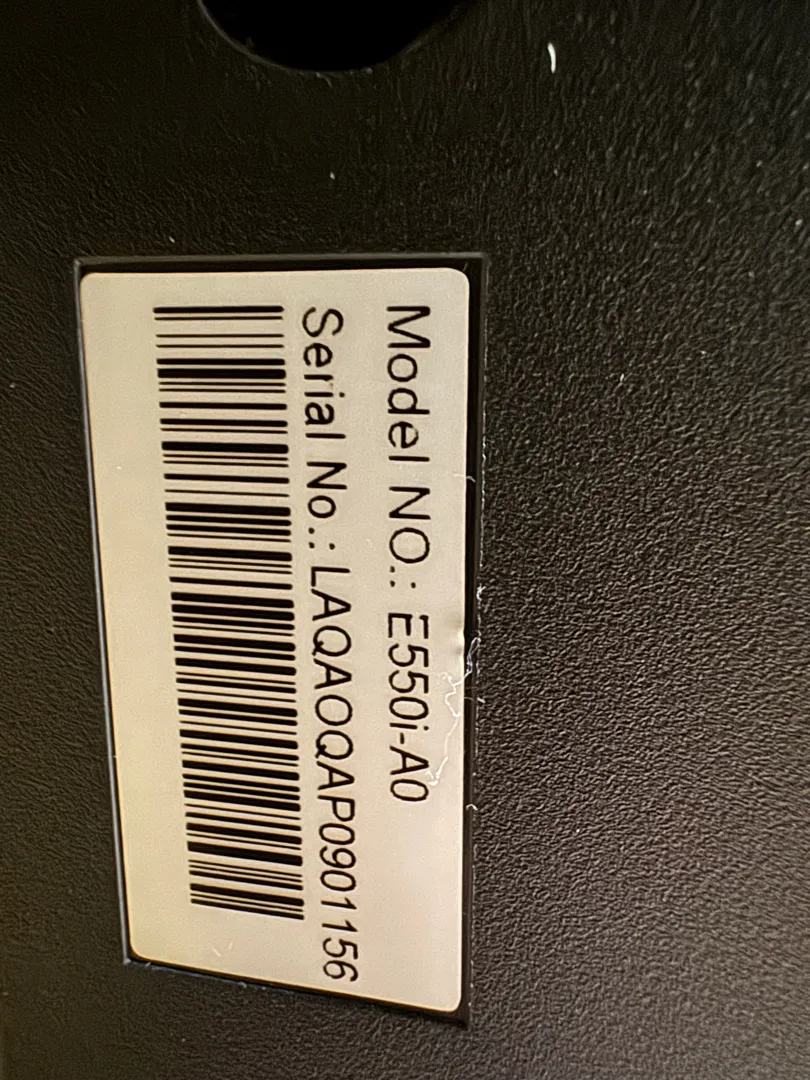 Model NO.: E550i-A0
Serial No.: LAQAOQAP0901156